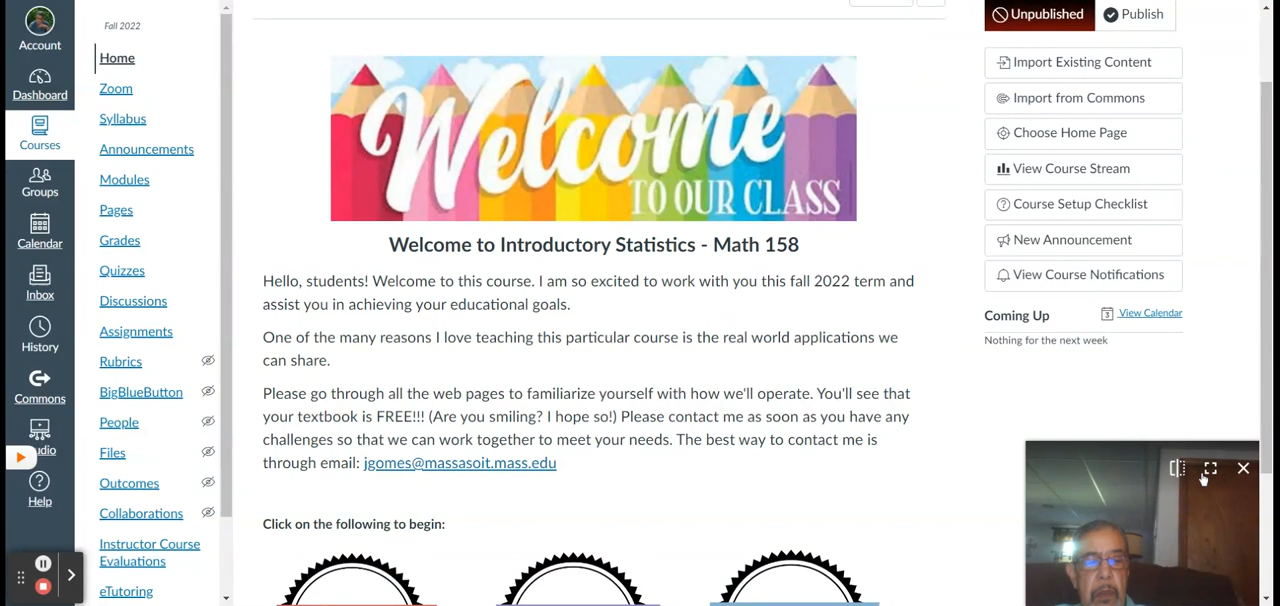 Account
Dashboard
Courses
Groups
Calendar
Inbox
History
Commons
udio
Help
Fall 2022
Home
Zoom
Syllabus
Announcements
Modules
Pages
Grades
Quizzes
Discussions
Assignments
Rubrics
BigBlueButton
People
Files
Outcomes
Collaborations
Instructor Course
Evaluations
eTutoring
Welcome
TO OUR CLASS
Welcome to Introductory Statistics - Math 158
Hello, students! Welcome to this course. I am so excited to work with you this fall 2022 term and
assist you in achieving your educational goals.
One of the many reasons I love teaching this particular course is the real world applications we
can share.
Please go through all the web pages to familiarize yourself with how we'll operate. You'll see that
your textbook is FREE!!! (Are you smiling? I hope so!) Please contact me as soon as you have any
challenges so that we can work together to meet your needs. The best way to contact me is
through email: jgomes@massasoit.mass.edu
Click on the following to begin:
Unpublished Publish
Import Existing Content
Import from Commons
Choose Home Page
View Course Stream
Course Setup Checklist
New Announcement
View Course Notifications
Coming Up 3 View Calendar
Nothing for the next week